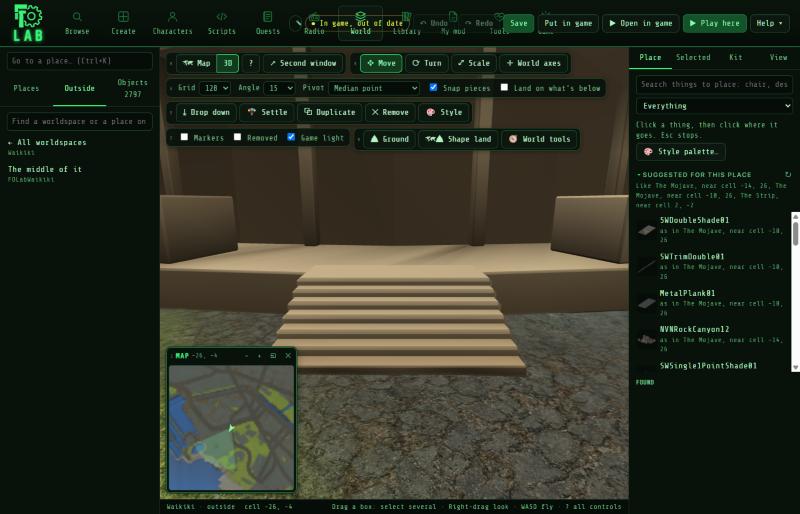 LAB
Browse
Create
Characters
Scripts
Quests
Radio
World
Library
My mod
Tools
In game, out of date
Undo
Redo
Save
Put in game
Open in game
Play here
Help
Go to a place… (Ctrl+K)
Places
Outside
Objects
2797
Find a worldspace or a place on
← All worldspaces
Waikiki
The middle of it
FOLabWaikiki
Map
3D
?
Second window
Move
Turn
Scale
World axes
Grid
128
Angle
15
Pivot
Median point
Snap pieces
Land on what's below
Drop down
Settle
Duplicate
Remove
Style
Markers
Removed
Game light
Ground
Shape land
World tools
MAP -26, -4
Waikiki · outside cell -26, -4
Drag a box: select several · Right-drag look · WASD fly · ? all controls
Place
Selected
Kit
View
Search things to place: chair, des
Everything
Click a thing, then click where it
goes. Esc stops.
Style palette…
SUGGESTED FOR THIS PLACE
Like The Mojave, near cell -14, 26, The
Mojave, near cell -18, 26, The Strip,
near cell 2, -2
SWDoubleShade01
as in The Mojave, near cell -18,
26
SWTrimDouble01
as in The Mojave, near cell -18,
26
MetalPlank01
as in The Mojave, near cell -18,
26
NVNRockCanyon12
as in The Mojave, near cell -14,
26
SWSingle1PointShade01
FOUND